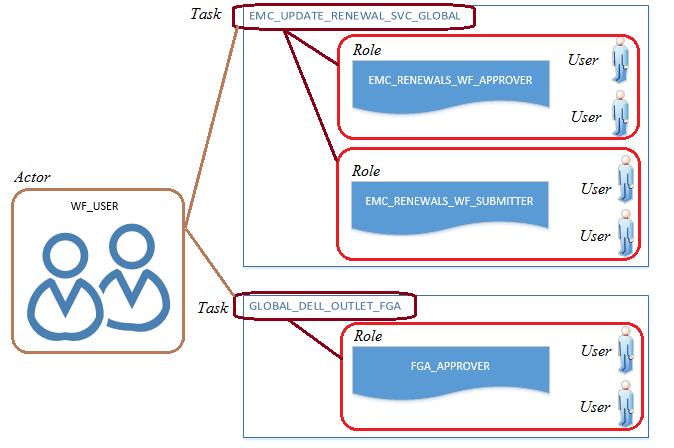 Task
EMC_UPDATE_RENEWAL_SVC_GLOBAL
Role
User
EMC_RENEWALS_WF_APPROVER
User
Role
User
EMC_RENEWALS_WF_SUBMITTER
User
Actor
WF_USER
Task
GLOBAL_DELL_OUTLET_FGA
Role
User
FGA_APPROVER
User